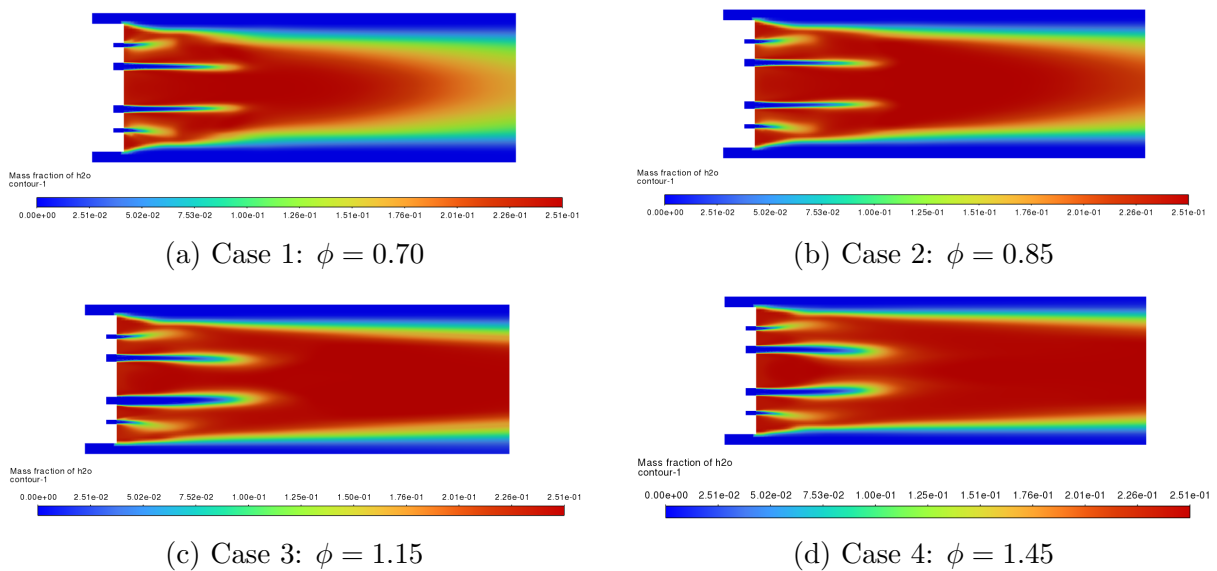 Mass fraction of h2o
contour-1
0.00e+00 2.51e-02 5.02e-02 7.53e-02 1.00e-01 1.26e-01 1.51e-01 1.76e-01 2.01e-01 2.26e-01 2.51e-01
(a) Case 1: ϕ = 0.70
Mass fraction of h2o
contour-1
0.00e+00 2.51e-02 5.02e-02 7.53e-02 1.00e-01 1.26e-01 1.51e-01 1.76e-01 2.01e-01 2.26e-01 2.51e-01
(b) Case 2: ϕ = 0.85
Mass fraction of h2o
contour-1
0.00e+00 2.51e-02 5.02e-02 7.53e-02 1.00e-01 1.25e-01 1.51e-01 1.76e-01 2.01e-01 2.26e-01 2.51e-01
(c) Case 3: ϕ = 1.15
Mass fraction of h2o
contour-1
0.00e+00 2.51e-02 5.02e-02 7.53e-02 1.00e-01 1.25e-01 1.51e-01 1.76e-01 2.01e-01 2.26e-01 2.51e-01
(d) Case 4: ϕ = 1.45